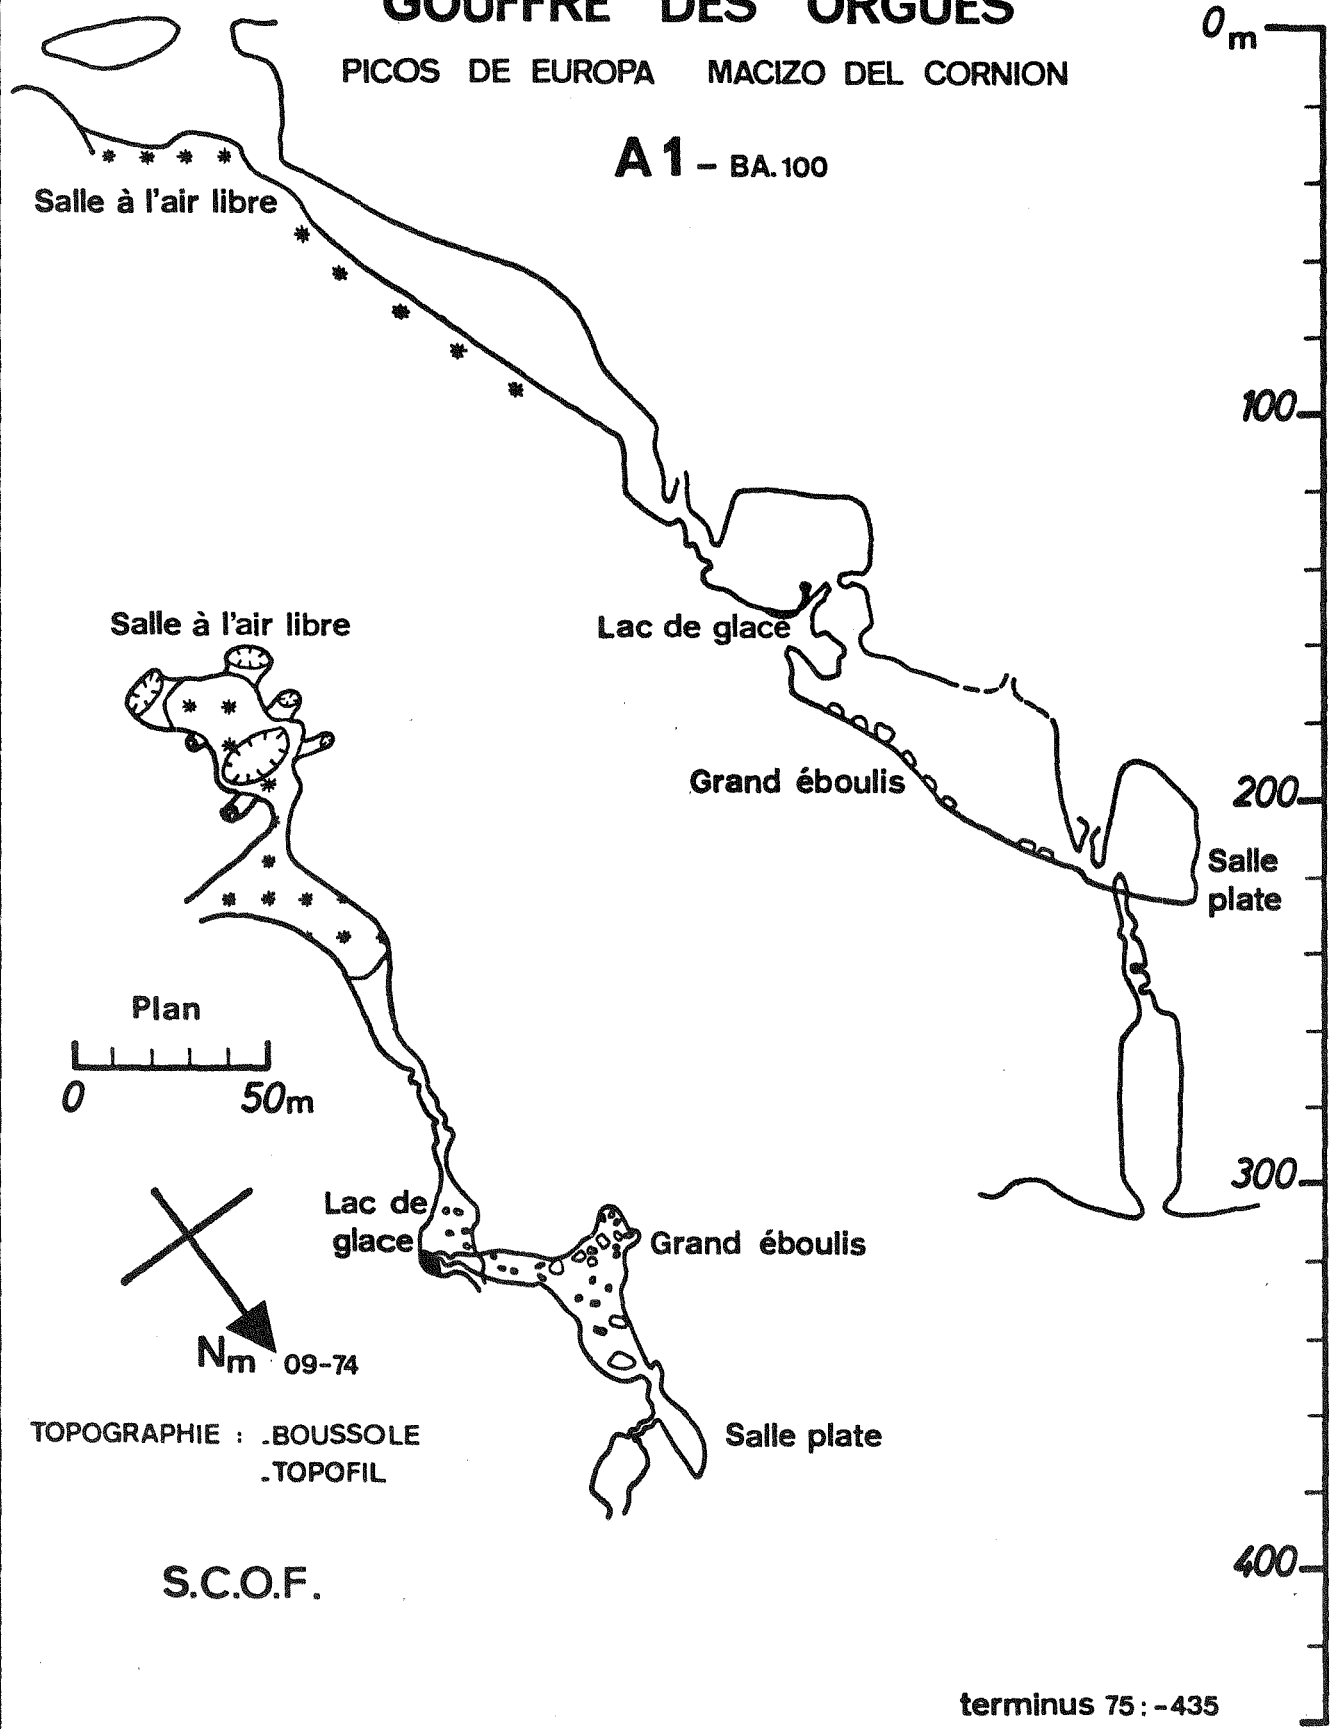 GOUFFRE DES ORGUES
PICOS DE EUROPA MACIZO DEL CORNION
A1 - BA.100
0m
Salle à l'air libre
100
Lac de glace
Grand éboulis
200
Salle
plate
300
400
Salle à l'air libre
Plan
0 50m
Lac de
glace
Grand éboulis
Nm 09-74
Salle plate
TOPOGRAPHIE : .BOUSSOLE
.TOPOFIL
S.C.O.F.
terminus 75 : -435